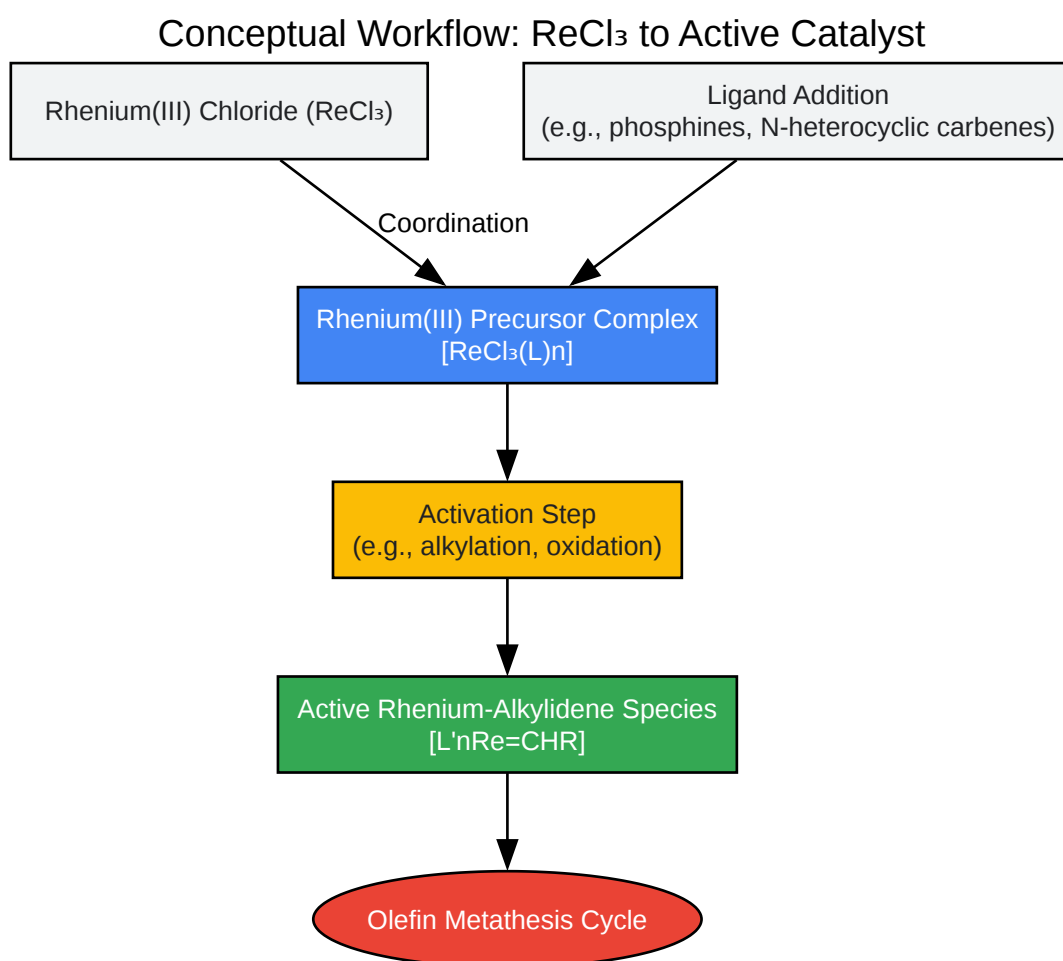 Conceptual Workflow: ReCl₃ to Active Catalyst
Rhenium(III) Chloride (ReCl₃)
Ligand Addition
(e.g., phosphines, N-heterocyclic carbenes)
Coordination
Rhenium(III) Precursor Complex
[ReCl₃(L)n]
Activation Step
(e.g., alkylation, oxidation)
Active Rhenium-Alkylidene Species
[L'nRe=CHR]
Olefin Metathesis Cycle